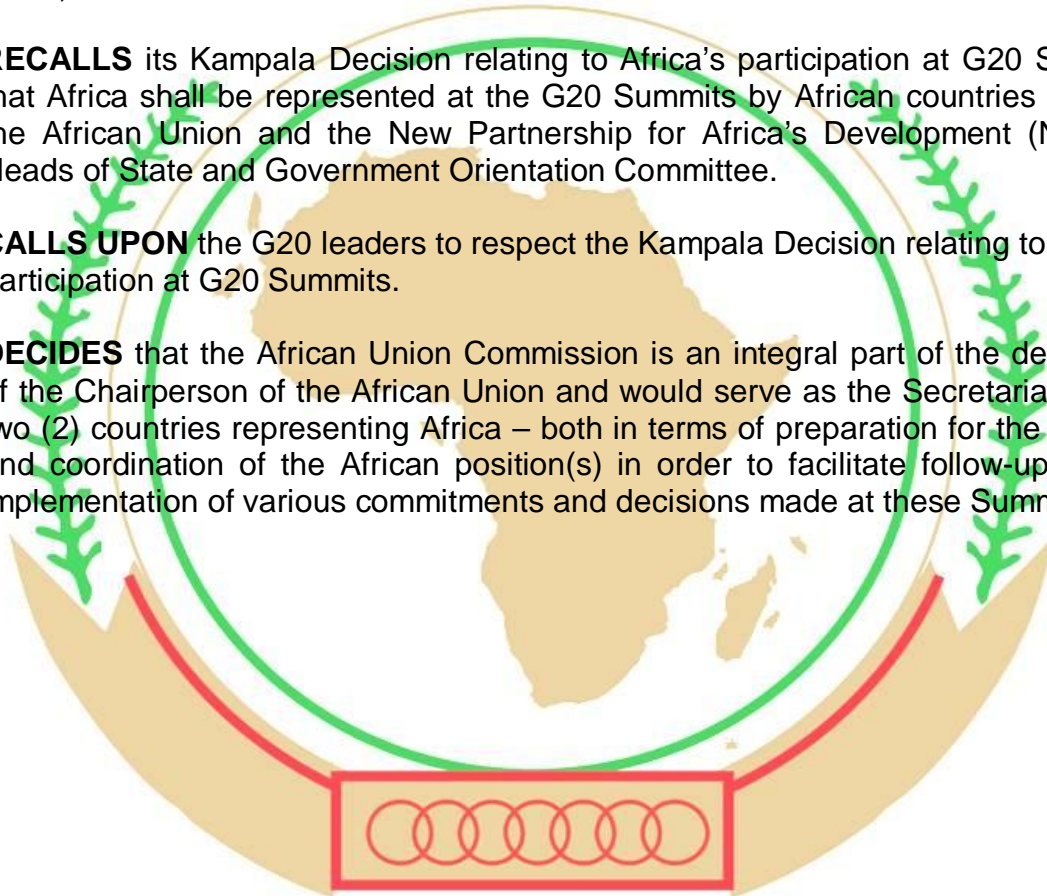 RECALLS its Kampala Decision relating to Africa's participation at G20 S
hat Africa shall be represented at the G20 Summits by African countries
he African Union and the New Partnership for Africa's Development (N
Heads of State and Government Orientation Committee.
CALLS UPON the G20 leaders to respect the Kampala Decision relating to
articipation at G20 Summits.
DECIDES that the African Union Commission is an integral part of the de
f the Chairperson of the African Union and would serve as the Secretaria
wo (2) countries representing Africa – both in terms of preparation for the
nd coordination of the African position(s) in order to facilitate follow-up
mplementation of various commitments and decisions made at these Summ